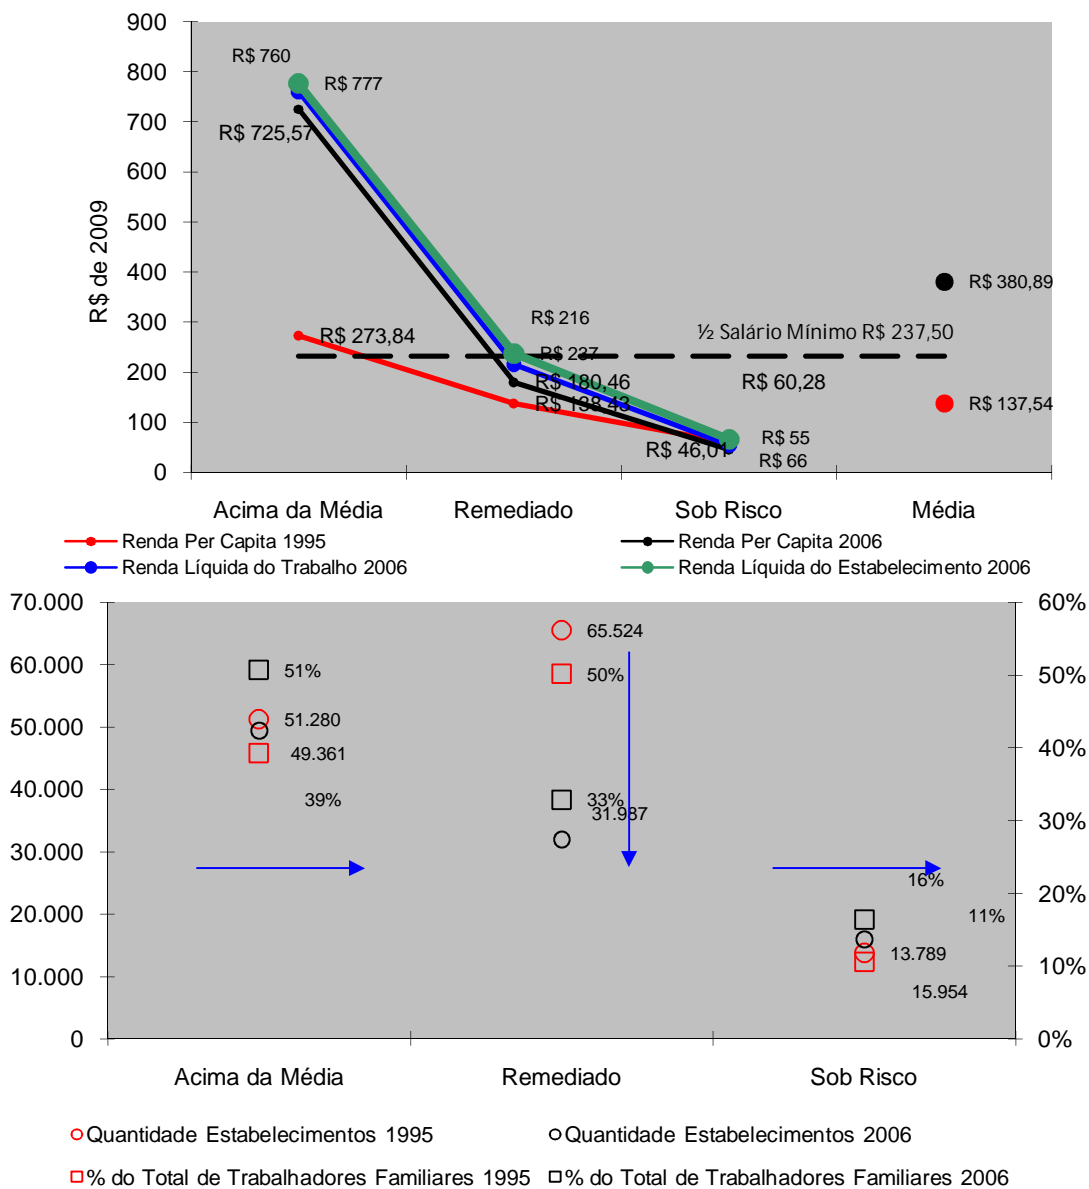 900
800
700
600
500
400
300
200
100
0
R$ de 2009
R$ 760
R$ 777
R$ 725,57
R$ 273,84
R$ 216
R$ 237
R$ 180,46
R$ 138,43
½ Salário Mínimo R$ 237,50
R$ 380,89
R$ 60,28
R$ 137,54
R$ 46,01
R$ 55
R$ 66
Acima da Média Remediado Sob Risco Média
Renda Per Capita 1995 Renda Per Capita 2006
Renda Líquida do Trabalho 2006 Renda Líquida do Estabelecimento 2006
70.000
60.000
50.000
40.000
30.000
20.000
10.000
0
60%
50%
40%
30%
20%
10%
0%
51%
51.280
49.361
39%
65.524
50%
33%
31.987
16%
11%
13.789
15.954
Acima da Média Remediado Sob Risco
Quantidade Estabelecimentos 1995 Quantidade Estabelecimentos 2006
% do Total de Trabalhadores Familiares 1995 % do Total de Trabalhadores Familiares 2006